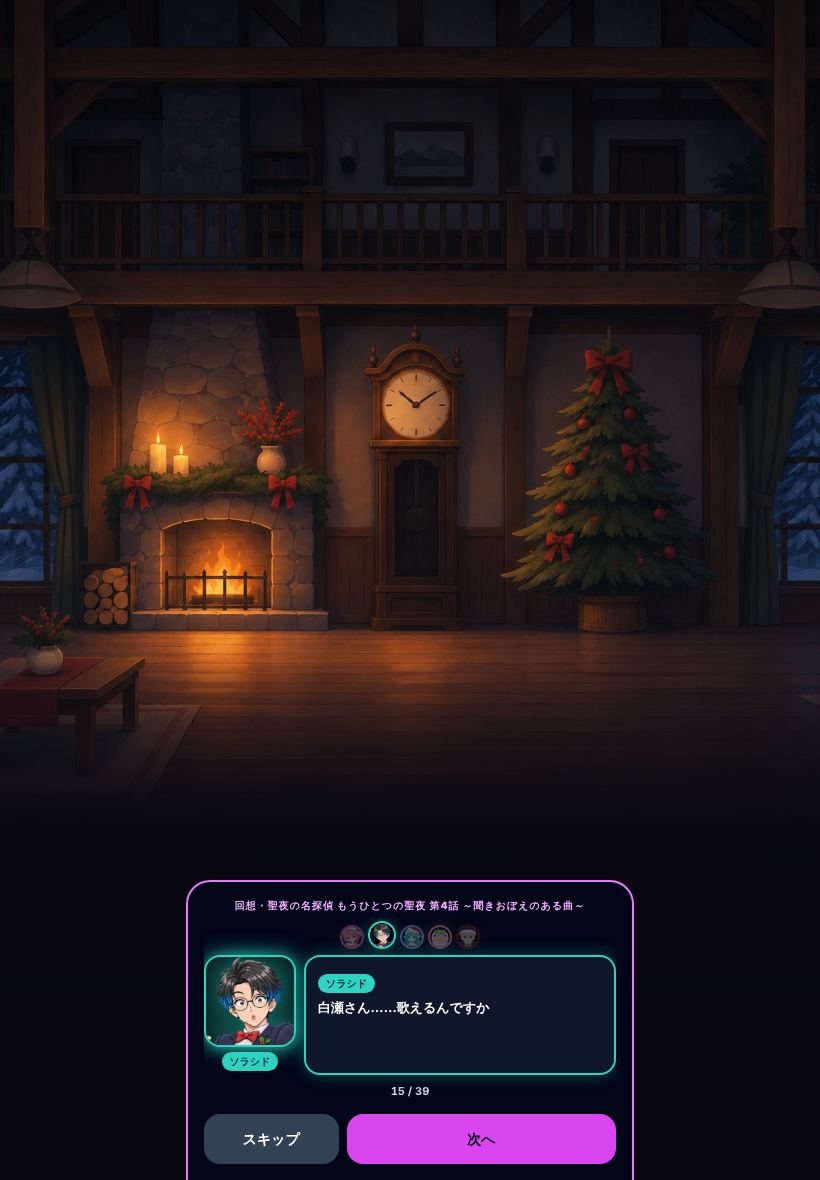 回想・聖夜の名探偵 もうひとつの聖夜 第4話 ～聞きおぼえのある曲～
ソラシド
白瀬さん……歌えるんですか
ソラシド
15 / 39
スキップ
次へ